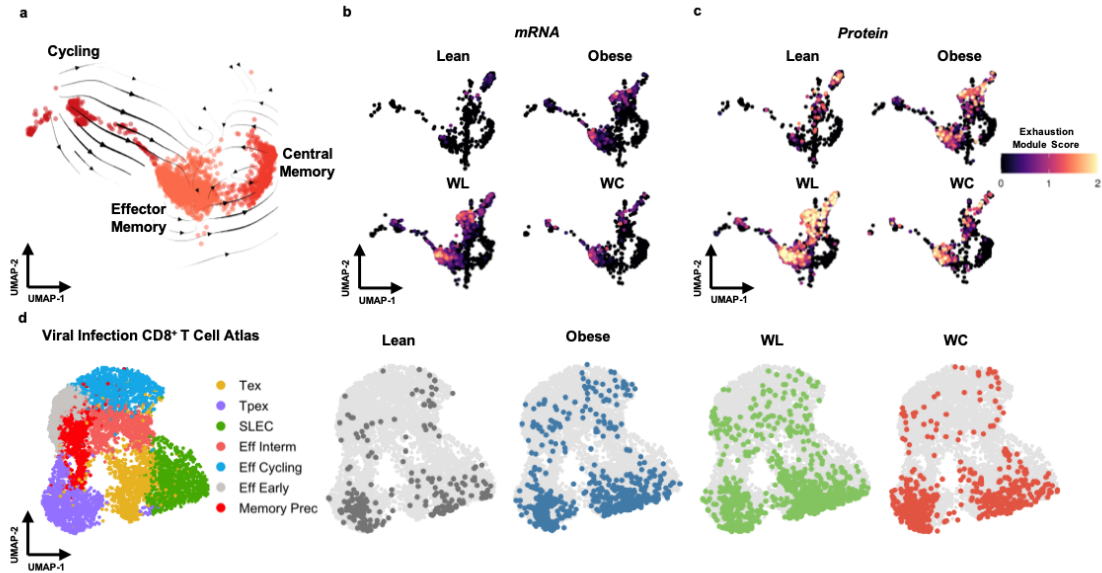 a
Cycling
Effector
Memory
Central
Memory
UMAP-2
UMAP-1
b
mRNA
Lean
Obese
WL
WC
UMAP-2
UMAP-1
c
Protein
Lean
Obese
Exhaustion
Module Score
0
1
2
WL
WC
UMAP-2
UMAP-1
d
Viral Infection CD8⁺ T Cell Atlas
Tex
Tpex
SLEC
Eff Interm
Eff Cycling
Eff Early
Memory Prec
UMAP-2
UMAP-1
Lean
Obese
WL
WC